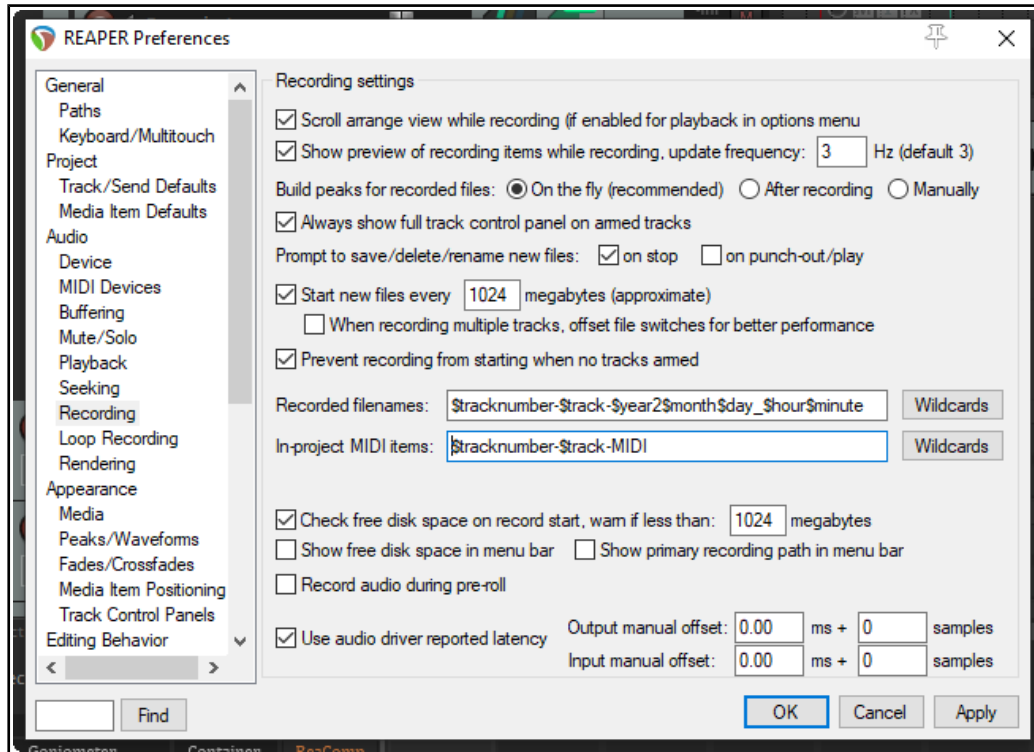 REAPER Preferences
General
Paths
Keyboard/Multitouch
Project
Track/Send Defaults
Media Item Defaults
Audio
Device
MIDI Devices
Buffering
Mute/Solo
Playback
Seeking
Recording
Loop Recording
Rendering
Appearance
Media
Peaks/Waveforms
Fades/Crossfades
Media Item Positioning
Track Control Panels
Editing Behavior
Find
Recording settings
Scroll arrange view while recording (if enabled for playback in options menu
Show preview of recording items while recording, update frequency: 3 Hz (default 3)
Build peaks for recorded files: On the fly (recommended) After recording Manually
Always show full track control panel on armed tracks
Prompt to save/delete/rename new files: on stop on punch-out/play
Start new files every 1024 megabytes (approximate)
When recording multiple tracks, offset file switches for better performance
Prevent recording from starting when no tracks armed
Recorded filenames: $tracknumber-$track-$year2$month$day_$hour$minute Wildcards
In-project MIDI items: $tracknumber-$track-MIDI Wildcards
Check free disk space on record start, warn if less than: 1024 megabytes
Show free disk space in menu bar Show primary recording path in menu bar
Record audio during pre-roll
Use audio driver reported latency Output manual offset: 0.00 ms + 0 samples
Input manual offset: 0.00 ms + 0 samples
OK Cancel Apply
Goniometer Container ReaComp